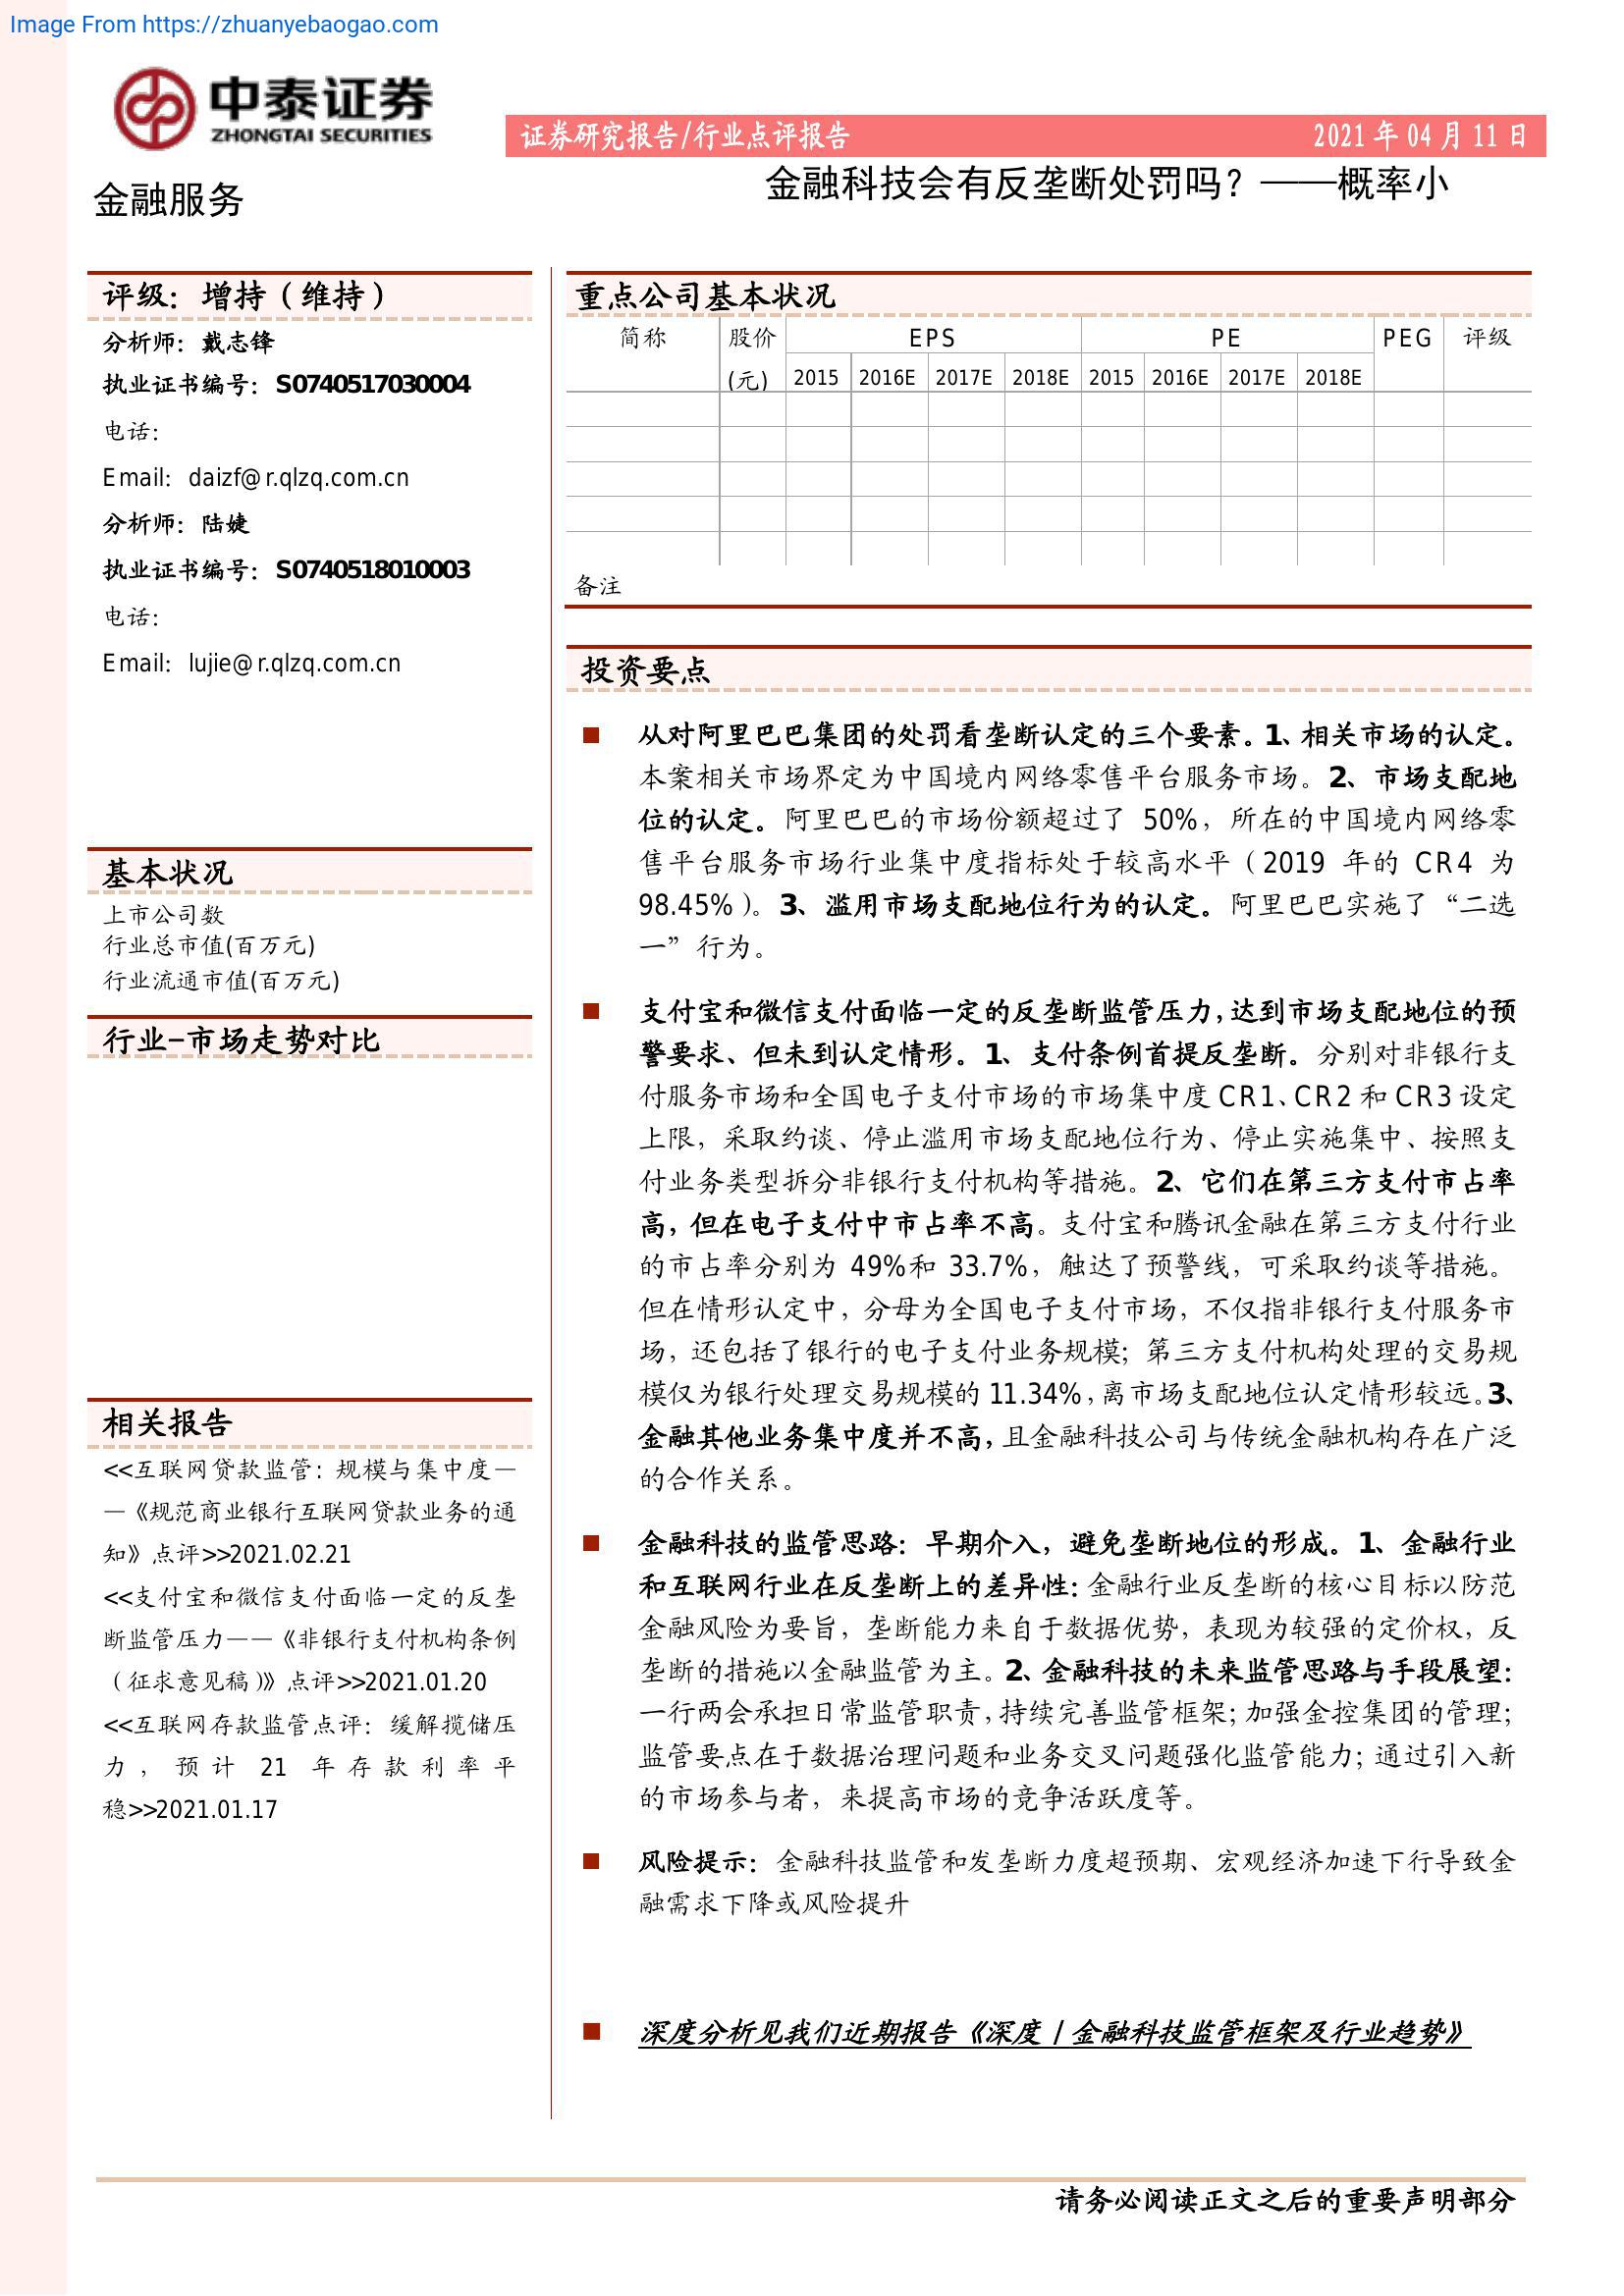 Image From https://zhuanyebaogao.com
中泰证券
ZHONGTAI SECURITIES
证券研究报告/行业点评报告
2021 年 04 月 11 日
金融服务
金融科技会有反垄断处罚吗？——概率小
评级：增持（维持）
分析师：戴志锋
执业证书编号：S0740517030004
电话：
Email：daizf@r.qlzq.com.cn
分析师：陆婕
执业证书编号：S0740518010003
电话：
Email：lujie@r.qlzq.com.cn
基本状况
上市公司数
行业总市值(百万元)
行业流通市值(百万元)
行业-市场走势对比
相关报告
<<互联网贷款监管：规模与集中度—
—《规范商业银行互联网贷款业务的通
知》点评>>2021.02.21
<<支付宝和微信支付面临一定的反垄
断监管压力——《非银行支付机构条例
（征求意见稿）》点评>>2021.01.20
<<互联网存款监管点评：缓解揽储压
力，预计 21 年存款利率平
稳>>2021.01.17
重点公司基本状况
简称 股价 EPS PE PEG 评级
(元) 2015 2016E 2017E 2018E 2015 2016E 2017E 2018E
备注
投资要点
从对阿里巴巴集团的处罚看垄断认定的三个要素。1、相关市场的认定。
本案相关市场界定为中国境内网络零售平台服务市场。2、市场支配地
位的认定。阿里巴巴的市场份额超过了 50%，所在的中国境内网络零
售平台服务市场行业集中度指标处于较高水平（2019 年的 CR4 为
98.45%）。3、滥用市场支配地位行为的认定。阿里巴巴实施了“二选
一”行为。
支付宝和微信支付面临一定的反垄断监管压力，达到市场支配地位的预
警要求、但未到认定情形。1、支付条例首提反垄断。分别对非银行支
付服务市场和全国电子支付市场的市场集中度 CR1、CR2 和 CR3 设定
上限，采取约谈、停止滥用市场支配地位行为、停止实施集中、按照支
付业务类型拆分非银行支付机构等措施。2、它们在第三方支付市占率
高，但在电子支付中市占率不高。支付宝和腾讯金融在第三方支付行业
的市占率分别为 49%和 33.7%，触达了预警线，可采取约谈等措施。
但在情形认定中，分母为全国电子支付市场，不仅指非银行支付服务市
场，还包括了银行的电子支付业务规模；第三方支付机构处理的交易规
模仅为银行处理交易规模的 11.34%，离市场支配地位认定情形较远。3、
金融其他业务集中度并不高，且金融科技公司与传统金融机构存在广泛
的合作关系。
金融科技的监管思路：早期介入，避免垄断地位的形成。1、金融行业
和互联网行业在反垄断上的差异性：金融行业反垄断的核心目标以防范
金融风险为要旨，垄断能力来自于数据优势，表现为较强的定价权，反
垄断的措施以金融监管为主。2、金融科技的未来监管思路与手段展望：
一行两会承担日常监管职责，持续完善监管框架；加强金控集团的管理；
监管要点在于数据治理问题和业务交叉问题强化监管能力；通过引入新
的市场参与者，来提高市场的竞争活跃度等。
风险提示：金融科技监管和发垄断力度超预期、宏观经济加速下行导致金
融需求下降或风险提升
深度分析见我们近期报告《深度 | 金融科技监管框架及行业趋势》
请务必阅读正文之后的重要声明部分